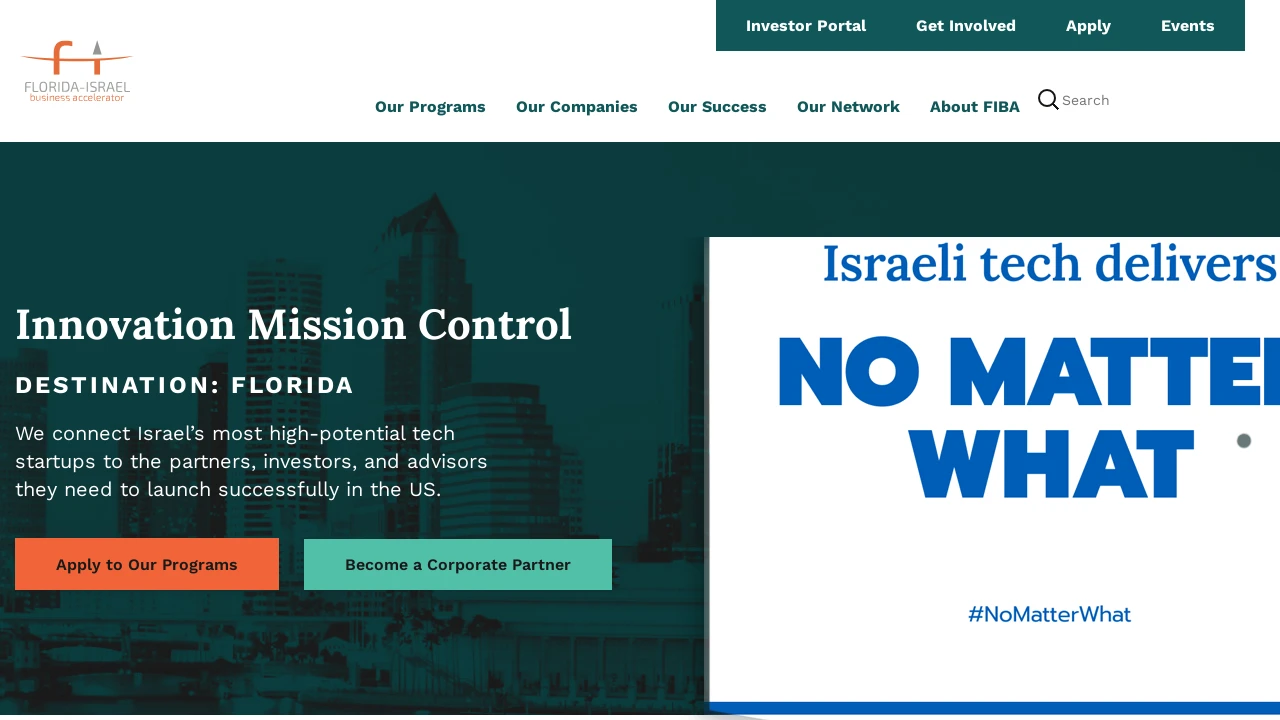 Investor Portal
Get Involved
Apply
Events
FLORIDA-ISRAEL
business accelerator
Our Programs
Our Companies
Our Success
Our Network
About FIBA
Search
Innovation Mission Control
DESTINATION: FLORIDA
We connect Israel’s most high-potential tech
startups to the partners, investors, and advisors
they need to launch successfully in the US.
Apply to Our Programs
Become a Corporate Partner
Israeli tech delivers
NO MATTER
WHAT
#NoMatterWhat